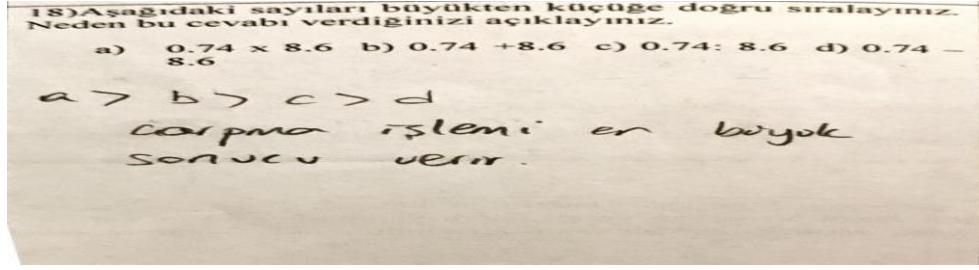 18)Aşağıdaki sayıları büyükten küçüğe doğru sıralayınız.
Neden bu cevabı verdiğinizi açıklayınız.
a) 0.74 x 8.6 b) 0.74 +8.6 c) 0.74: 8.6 d) 0.74 –
8.6
a > b > c > d
carpma işlemi en büyük
sonucu verir.